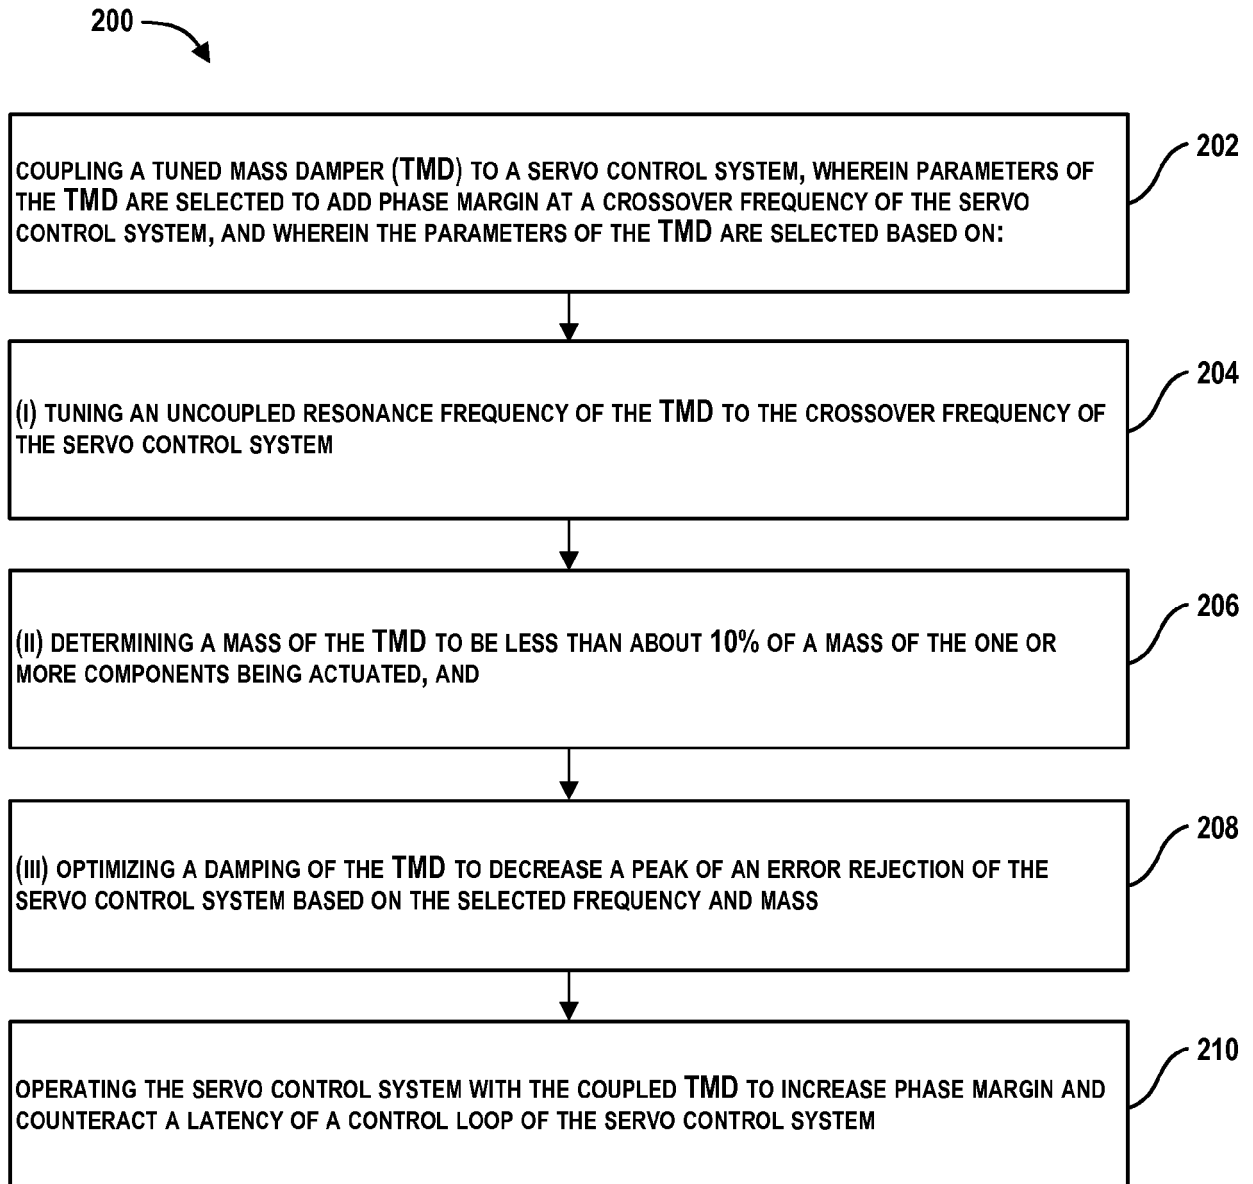 200
COUPLING A TUNED MASS DAMPER (TMD) TO A SERVO CONTROL SYSTEM, WHEREIN PARAMETERS OF
THE TMD ARE SELECTED TO ADD PHASE MARGIN AT A CROSSOVER FREQUENCY OF THE SERVO
CONTROL SYSTEM, AND WHEREIN THE PARAMETERS OF THE TMD ARE SELECTED BASED ON:
202
(I) TUNING AN UNCOUPLED RESONANCE FREQUENCY OF THE TMD TO THE CROSSOVER FREQUENCY OF
THE SERVO CONTROL SYSTEM
204
(II) DETERMINING A MASS OF THE TMD TO BE LESS THAN ABOUT 10% OF A MASS OF THE ONE OR
MORE COMPONENTS BEING ACTUATED, AND
206
(III) OPTIMIZING A DAMPING OF THE TMD TO DECREASE A PEAK OF AN ERROR REJECTION OF THE
SERVO CONTROL SYSTEM BASED ON THE SELECTED FREQUENCY AND MASS
208
OPERATING THE SERVO CONTROL SYSTEM WITH THE COUPLED TMD TO INCREASE PHASE MARGIN AND
COUNTERACT A LATENCY OF A CONTROL LOOP OF THE SERVO CONTROL SYSTEM
210